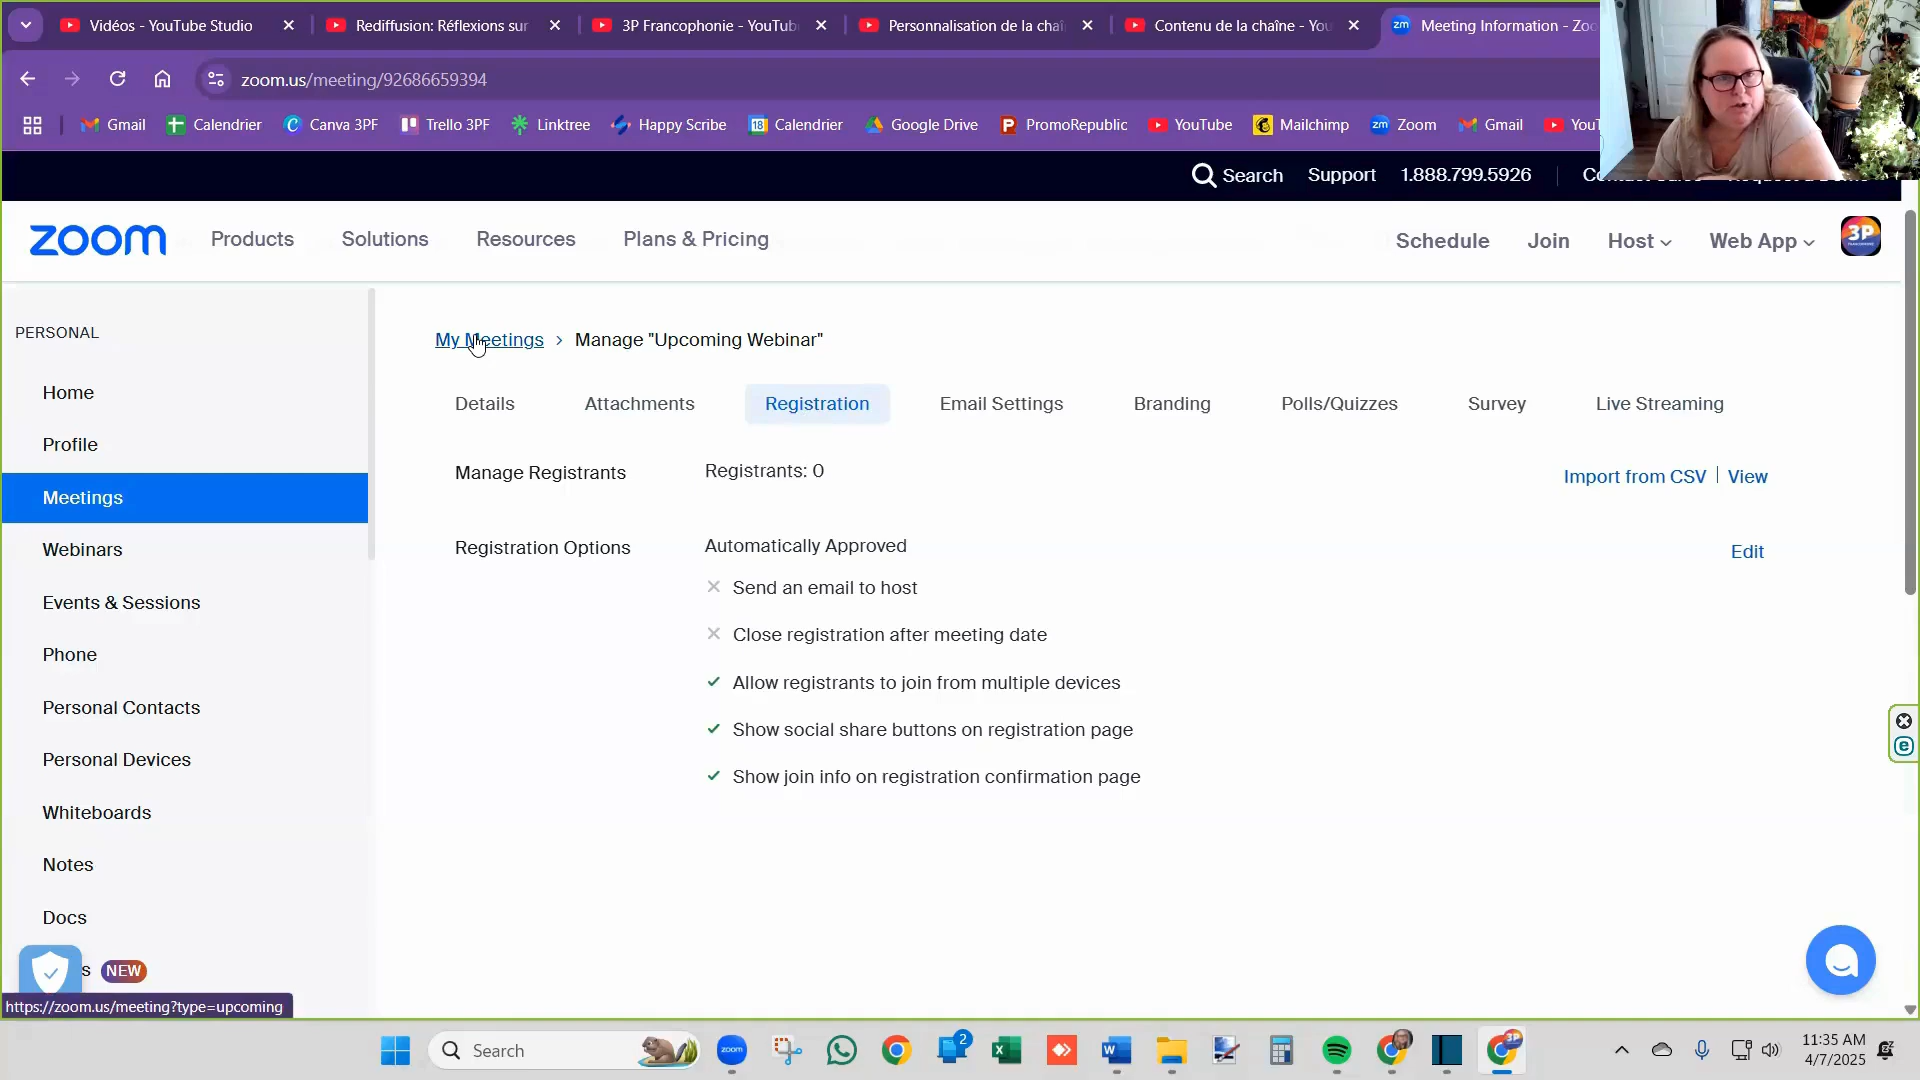 Vidéos - YouTube Studio
Rediffusion: Réflexions sur
3P Francophonie - YouTub
Personnalisation de la chaî
Contenu de la chaîne - You
zm Meeting Information - Zoo
zoom.us/meeting/92686659394
Gmail
Calendrier
Canva 3PF
Trello 3PF
Linktree
Happy Scribe
18 Calendrier
Google Drive
PromoRepublic
YouTube
Mailchimp
zm Zoom
Gmail
YouT
Search
Support
1.888.799.5926
zoom
Products
Solutions
Resources
Plans & Pricing
Schedule
Join
Host
Web App
3P
PERSONAL
Home
Profile
Meetings
Webinars
Events & Sessions
Phone
Personal Contacts
Personal Devices
Whiteboards
Notes
Docs
s NEW
https://zoom.us/meeting?type=upcoming
My Meetings > Manage "Upcoming Webinar"
Details
Attachments
Registration
Email Settings
Branding
Polls/Quizzes
Survey
Live Streaming
Manage Registrants
Registrants: 0
Import from CSV | View
Registration Options
Automatically Approved
Edit
Send an email to host
Close registration after meeting date
Allow registrants to join from multiple devices
Show social share buttons on registration page
Show join info on registration confirmation page
Search
zoom
2
11:35 AM
4/7/2025